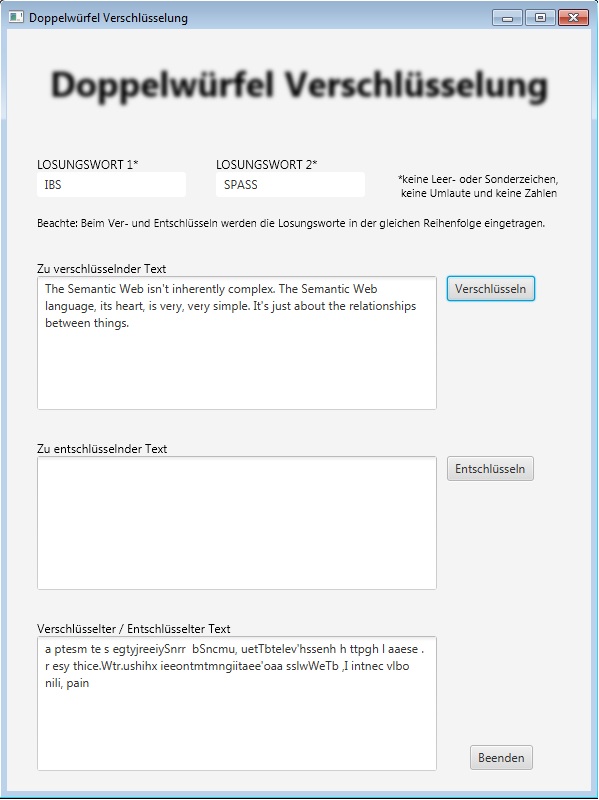 Doppelwürfel Verschlüsselung
Doppelwürfel Verschlüsselung
LOSUNGSWORT 1*
LOSUNGSWORT 2*
IBS
SPASS
*keine Leer- oder Sonderzeichen,
keine Umlaute und keine Zahlen
Beachte: Beim Ver- und Entschlüsseln werden die Losungsworte in der gleichen Reihenfolge eingetragen.
Zu verschlüsselnder Text
The Semantic Web isn't inherently complex. The Semantic Web
language, its heart, is very, very simple. It's just about the relationships
between things.
Verschlüsseln
Zu entschlüsselnder Text
Entschlüsseln
Verschlüsselter / Entschlüsselter Text
a ptesm te s egtyjreeiySnrr  bSncmu, uetTbtelev'hssenh h ttpgh l aaese .
r esy thice.Wtr.ushihx ieeontmtmngiitaee'oaa sslwWeTb ,I intnec vlbo
nili, pain
Beenden